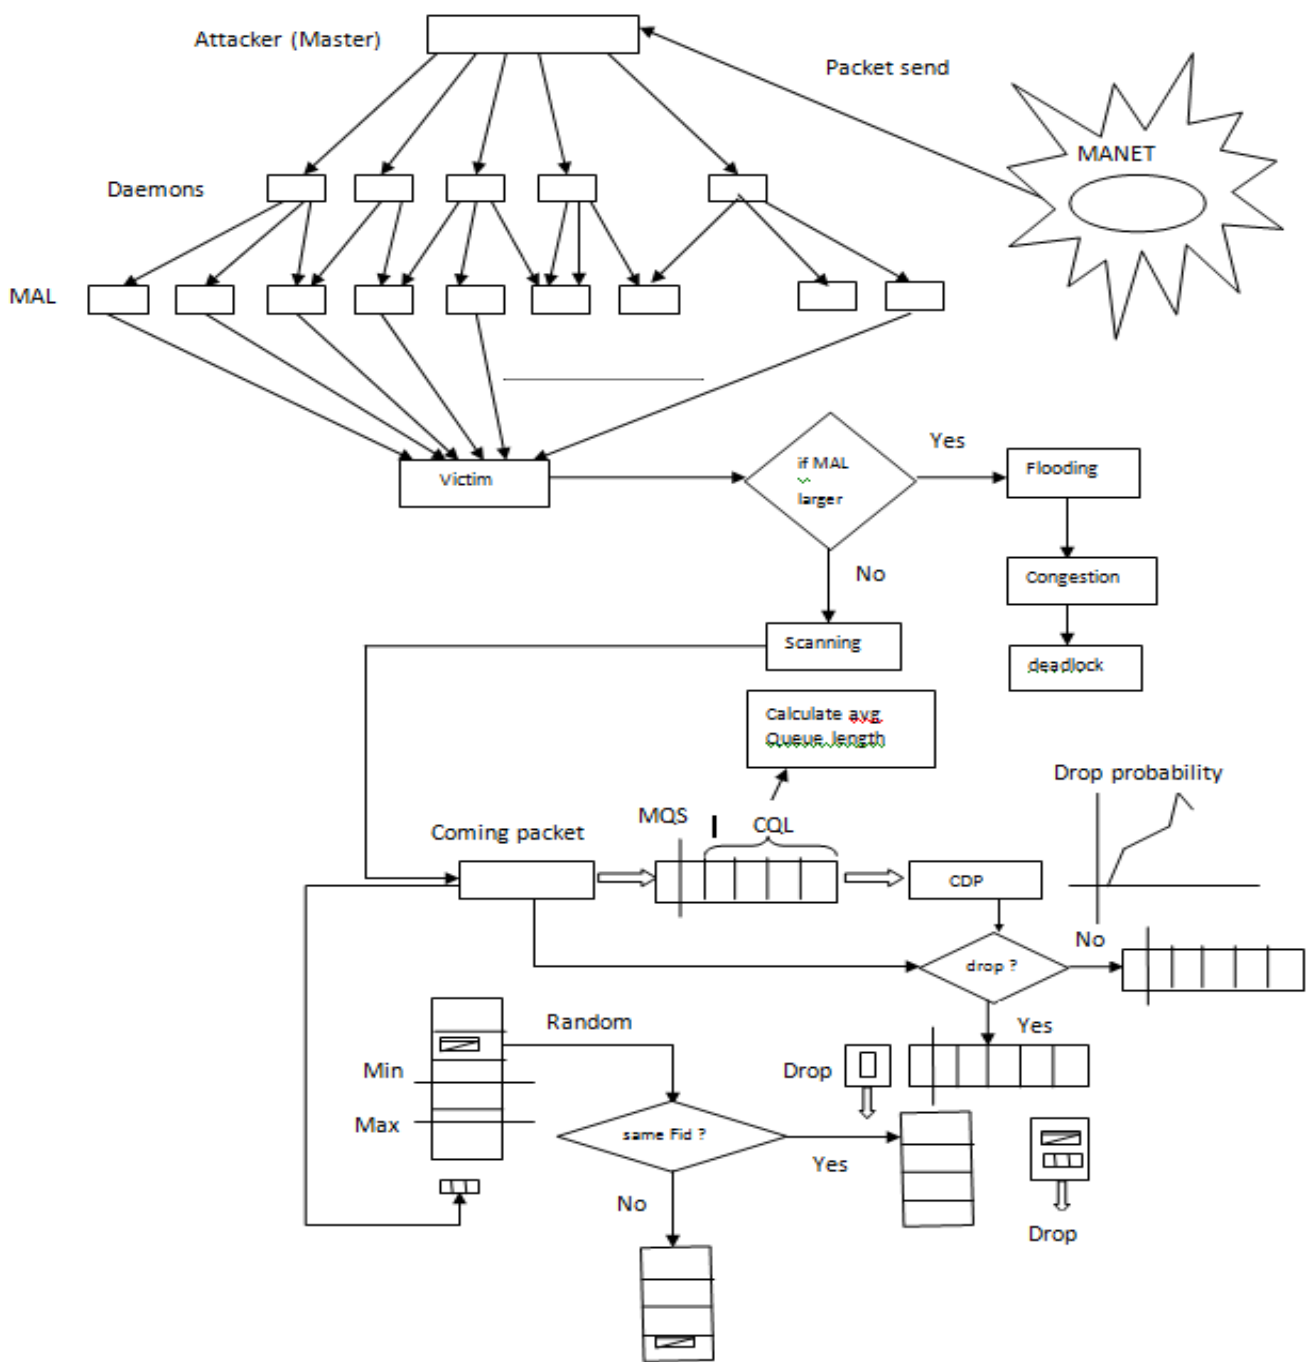 Attacker (Master)
Packet send
MANET
Daemons
MAL
Victim
if MAL
larger
Yes
Flooding
No
Congestion
Scanning
deadlock
Calculate avg
Queue length
Drop probability
MQS
CQL
Coming packet
CDP
No
drop ?
Random
Yes
Min
Drop
Max
same Fid ?
Yes
No
Drop